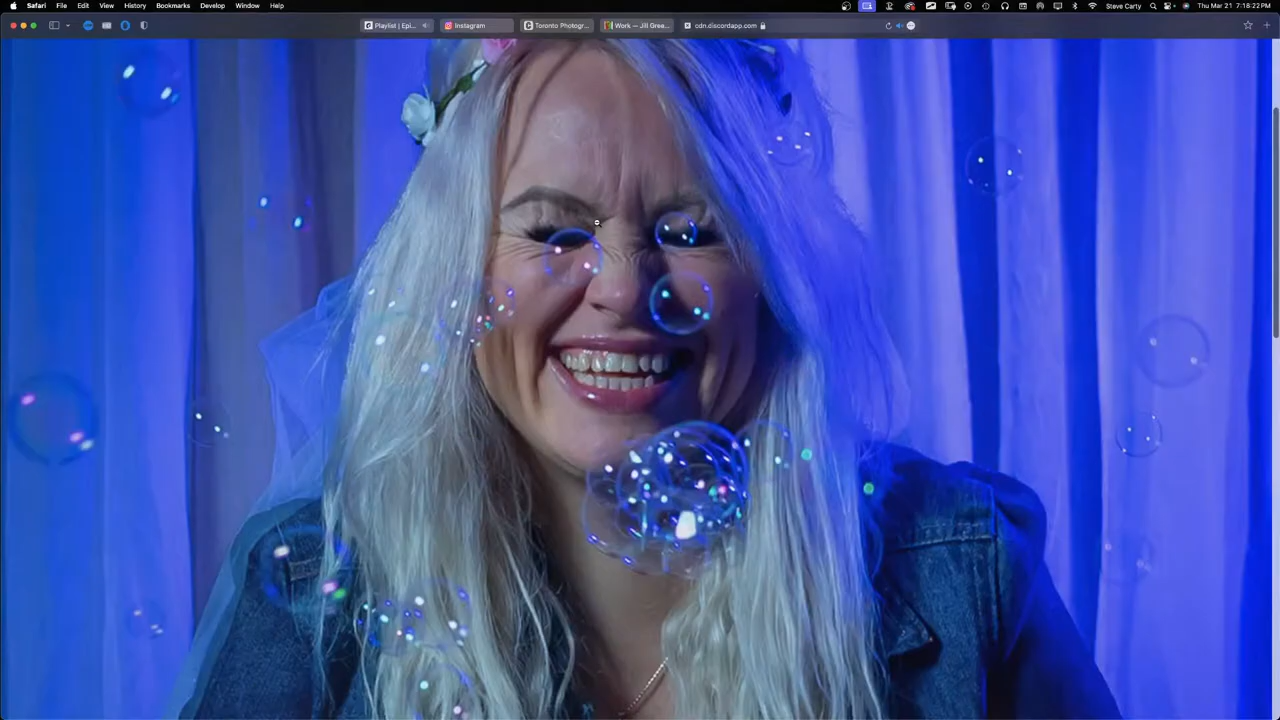 Safari File Edit View History Bookmarks Develop Window Help Steve Carty Thu Mar 21 7:18:22 PM
Playlist | Epi... Instagram Toronto Photogr... Work — Jill Gree... cdn.discordapp.com